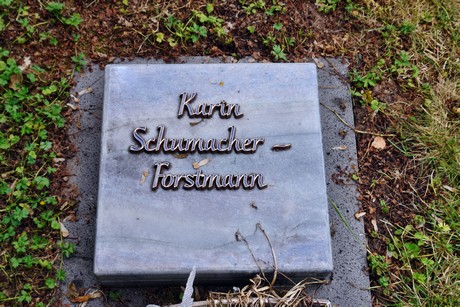 Karin
Schumacher -
Forstmann